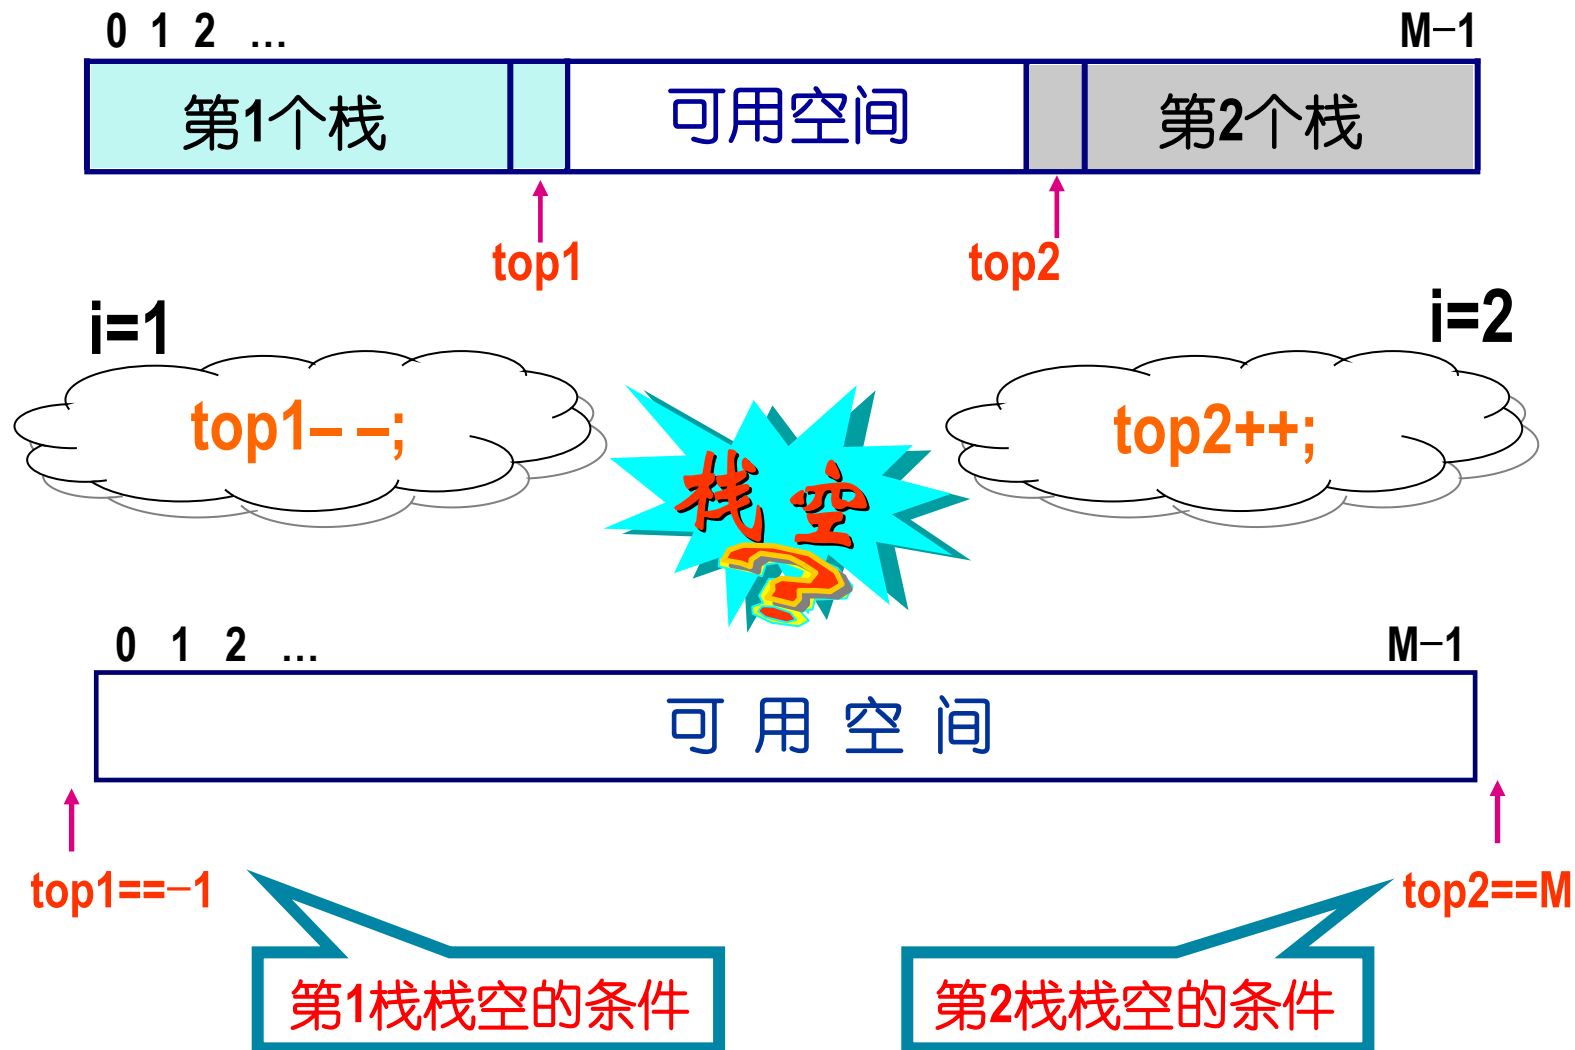 0 1 2 … M–1
第1个栈 可用空间 第2个栈
top1 top2
i=1 i=2
top1– –; top2++;
栈空
?
0 1 2 … M–1
可用空间
top1==–1 top2==M
第1栈栈空的条件 第2栈栈空的条件